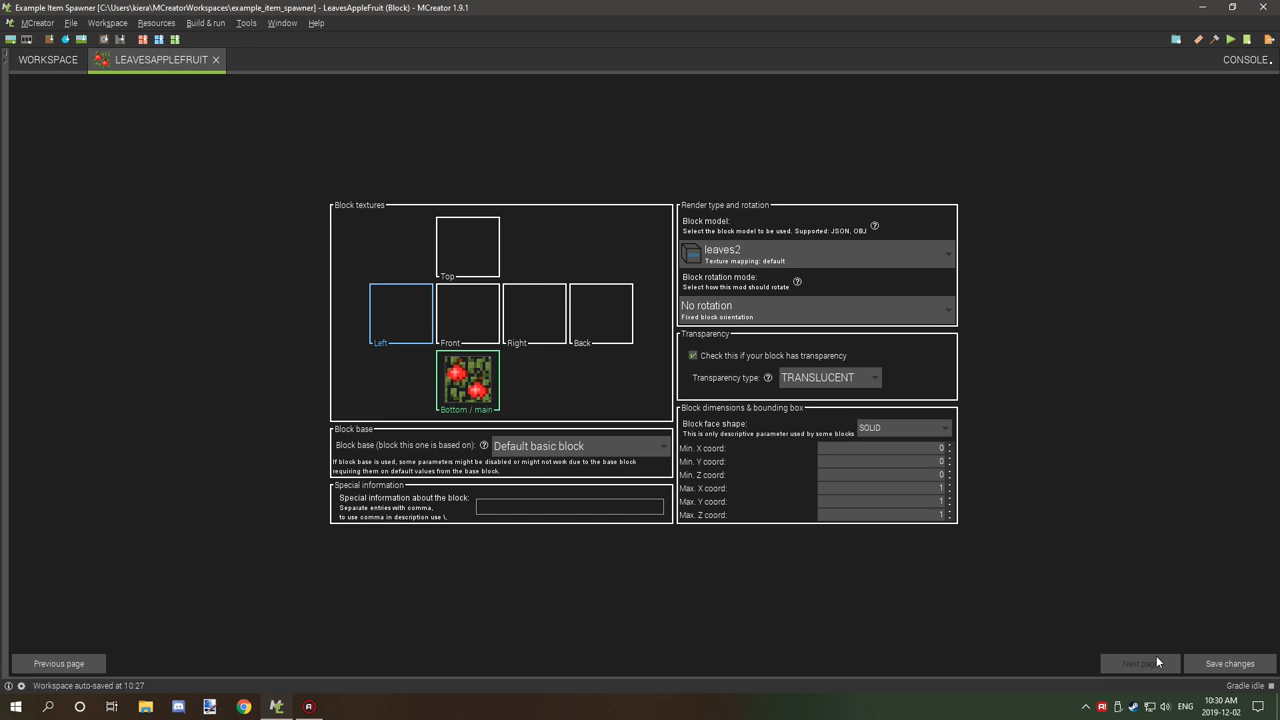 Example Item Spawner [C:\Users\kiera\MCreatorWorkspaces\example_item_spawner] - LeavesAppleFruit (Block) - MCreator 1.9.1
MCreator File Workspace Resources Build & run Tools Window Help
WORKSPACE LEAVESAPPLEFRUIT CONSOLE
Block textures
Top
Left Front Right Back
Bottom / main
Block base
Block base (block this one is based on): Default basic block
If block base is used, some parameters might be disabled or might not work due to the base block
requiring them on default values from the base block.
Special information
Special information about the block:
Separate entries with comma,
to use comma in description use \,
Render type and rotation
Block model:
Select the block model to be used. Supported: JSON, OBJ
leaves2
Texture mapping: default
Block rotation mode:
Select how this mod should rotate
No rotation
Fixed block orientation
Transparency
Check this if your block has transparency
Transparency type: TRANSLUCENT
Block dimensions & bounding box
Block face shape: SOLID
This is only descriptive parameter used by some blocks
Min. X coord: 0
Min. Y coord: 0
Min. Z coord: 0
Max. X coord: 1
Max. Y coord: 1
Max. Z coord: 1
Previous page Next page Save changes
Workspace auto-saved at 10:27 Gradle idle
ENG 10:30 AM
2019-12-02